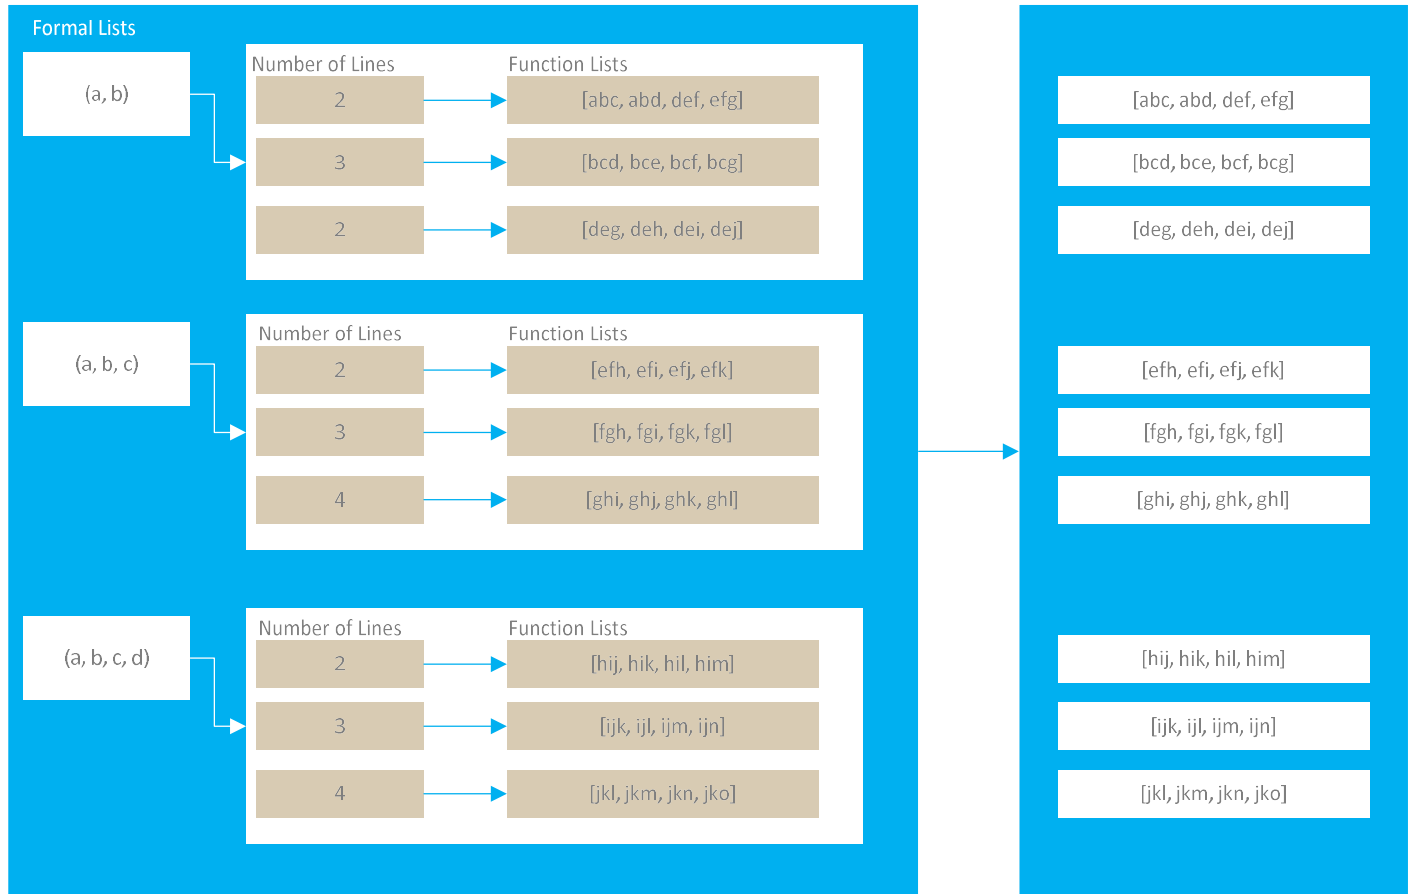 Formal Lists
(a, b)
Number of Lines
Function Lists
2
[abc, abd, def, efg]
3
[bcd, bce, bcf, bcg]
2
[deg, deh, dei, dej]
(a, b, c)
Number of Lines
Function Lists
2
[efh, efi, efj, efk]
3
[fgh, fgi, fgk, fgl]
4
[ghi, ghj, ghk, ghl]
(a, b, c, d)
Number of Lines
Function Lists
2
[hij, hik, hil, him]
3
[ijk, ijl, ijm, ijn]
4
[jkl, jkm, jkn, jko]
[abc, abd, def, efg]
[bcd, bce, bcf, bcg]
[deg, deh, dei, dej]
[efh, efi, efj, efk]
[fgh, fgi, fgk, fgl]
[ghi, ghj, ghk, ghl]
[hij, hik, hil, him]
[ijk, ijl, ijm, ijn]
[jkl, jkm, jkn, jko]